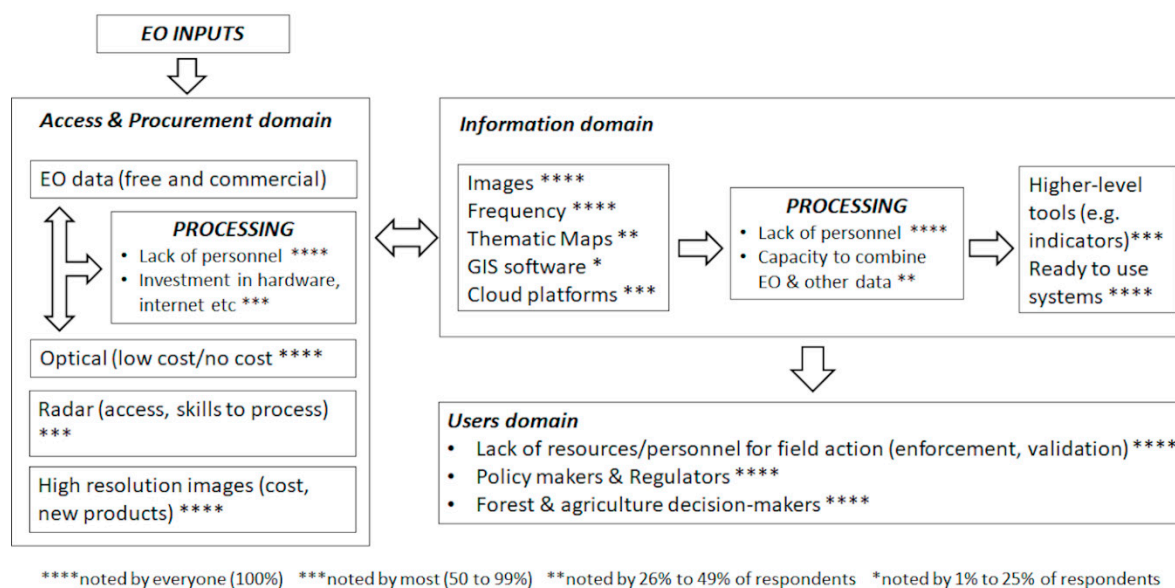 EO INPUTS
Access & Procurement domain
EO data (free and commercial)
PROCESSING
• Lack of personnel ****
• Investment in hardware,
internet etc ***
Optical (low cost/no cost ****
Radar (access, skills to process)
***
High resolution images (cost,
new products) ****
Information domain
Images ****
Frequency ****
Thematic Maps **
GIS software *
Cloud platforms ***
PROCESSING
• Lack of personnel ****
• Capacity to combine
EO & other data **
Higher-level
tools (e.g.
indicators)***
Ready to use
systems ****
Users domain
• Lack of resources/personnel for field action (enforcement, validation) ****
• Policy makers & Regulators ****
• Forest & agriculture decision-makers ****
****noted by everyone (100%) ***noted by most (50 to 99%) **noted by 26% to 49% of respondents *noted by 1% to 25% of respondents